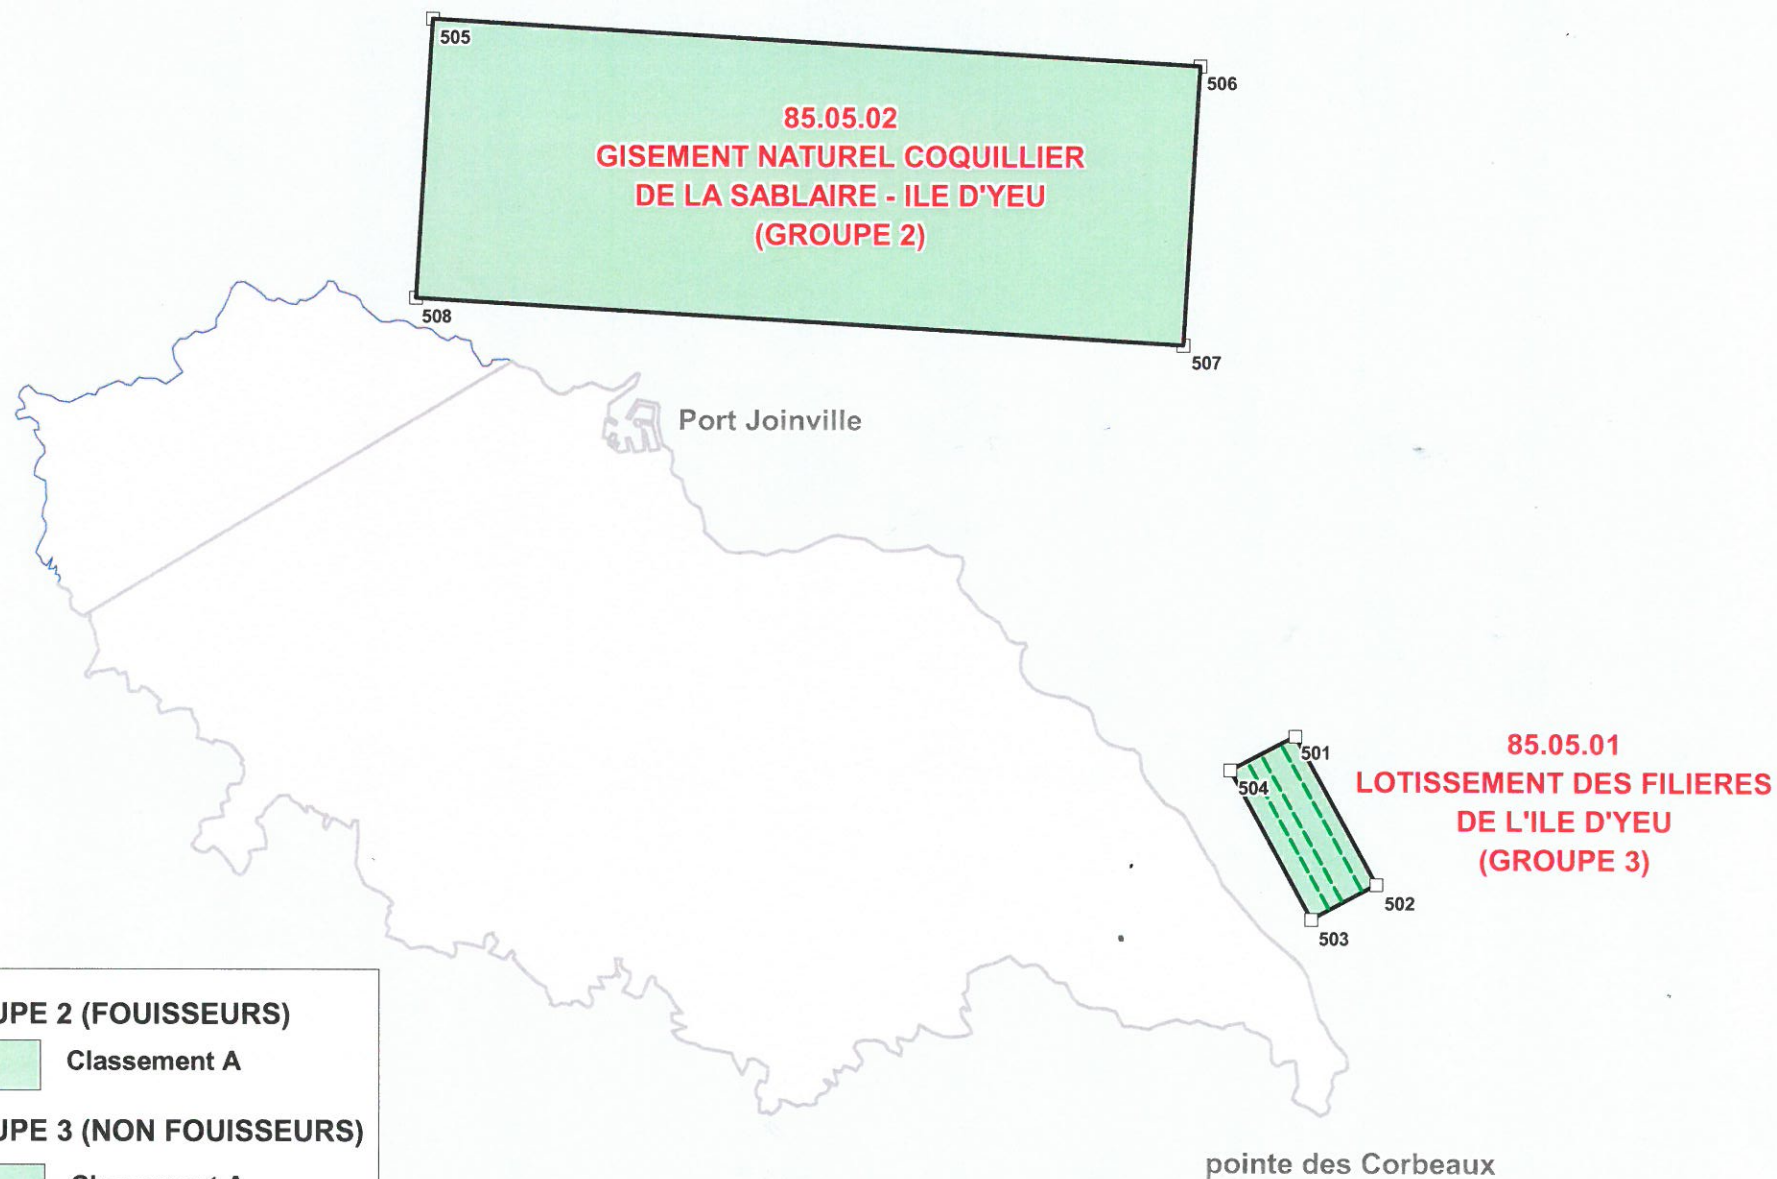 505
506
85.05.02
GISEMENT NATUREL COQUILLIER
DE LA SABLAIRE - ILE D'YEU
(GROUPE 2)
508
507
Port Joinville
501
504
85.05.01
LOTISSEMENT DES FILIERES
DE L'ILE D'YEU
(GROUPE 3)
502
503
UPE 2 (FOUISSEURS)
Classement A
UPE 3 (NON FOUISSEURS)
Classement A
pointe des Corbeaux